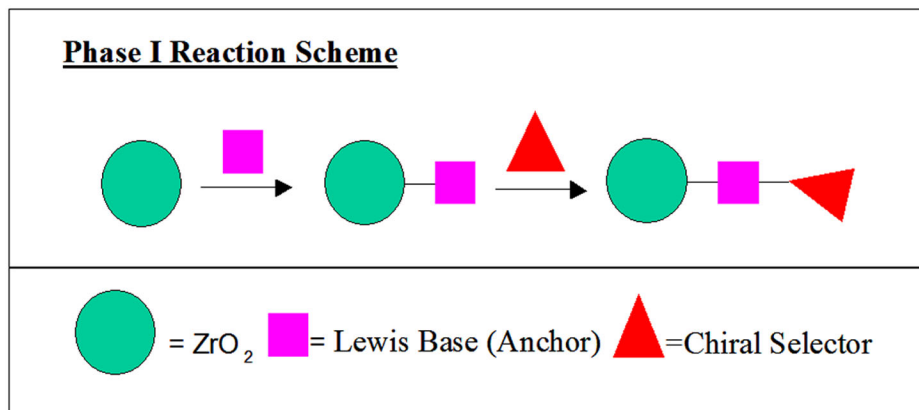 Phase I Reaction Scheme
= ZrO2 = Lewis Base (Anchor) =Chiral Selector